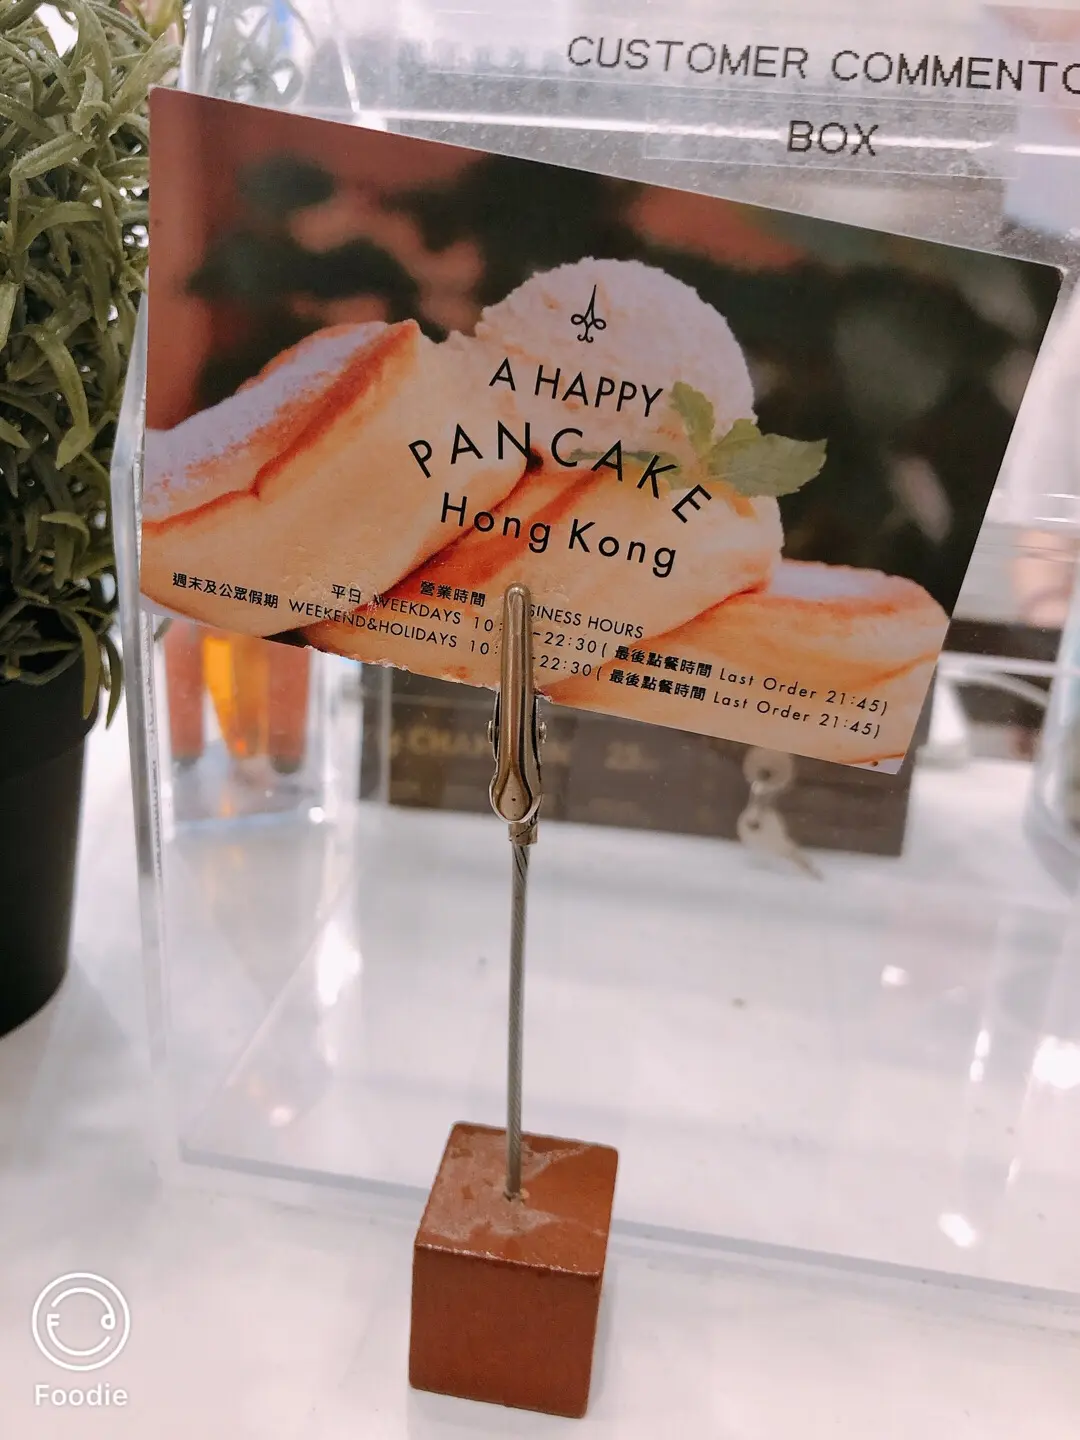 CUSTOMER COMMENT
BOX
A HAPPY
PANCAKE
Hong Kong
營業時間 SINESS HOURS
平日 WEEKDAYS 10: -22:30 ( 最後點餐時間 Last Order 21:45)
週末及公眾假期 WEEKEND&HOLIDAYS 10: -22:30 ( 最後點餐時間 Last Order 21:45)
Foodie